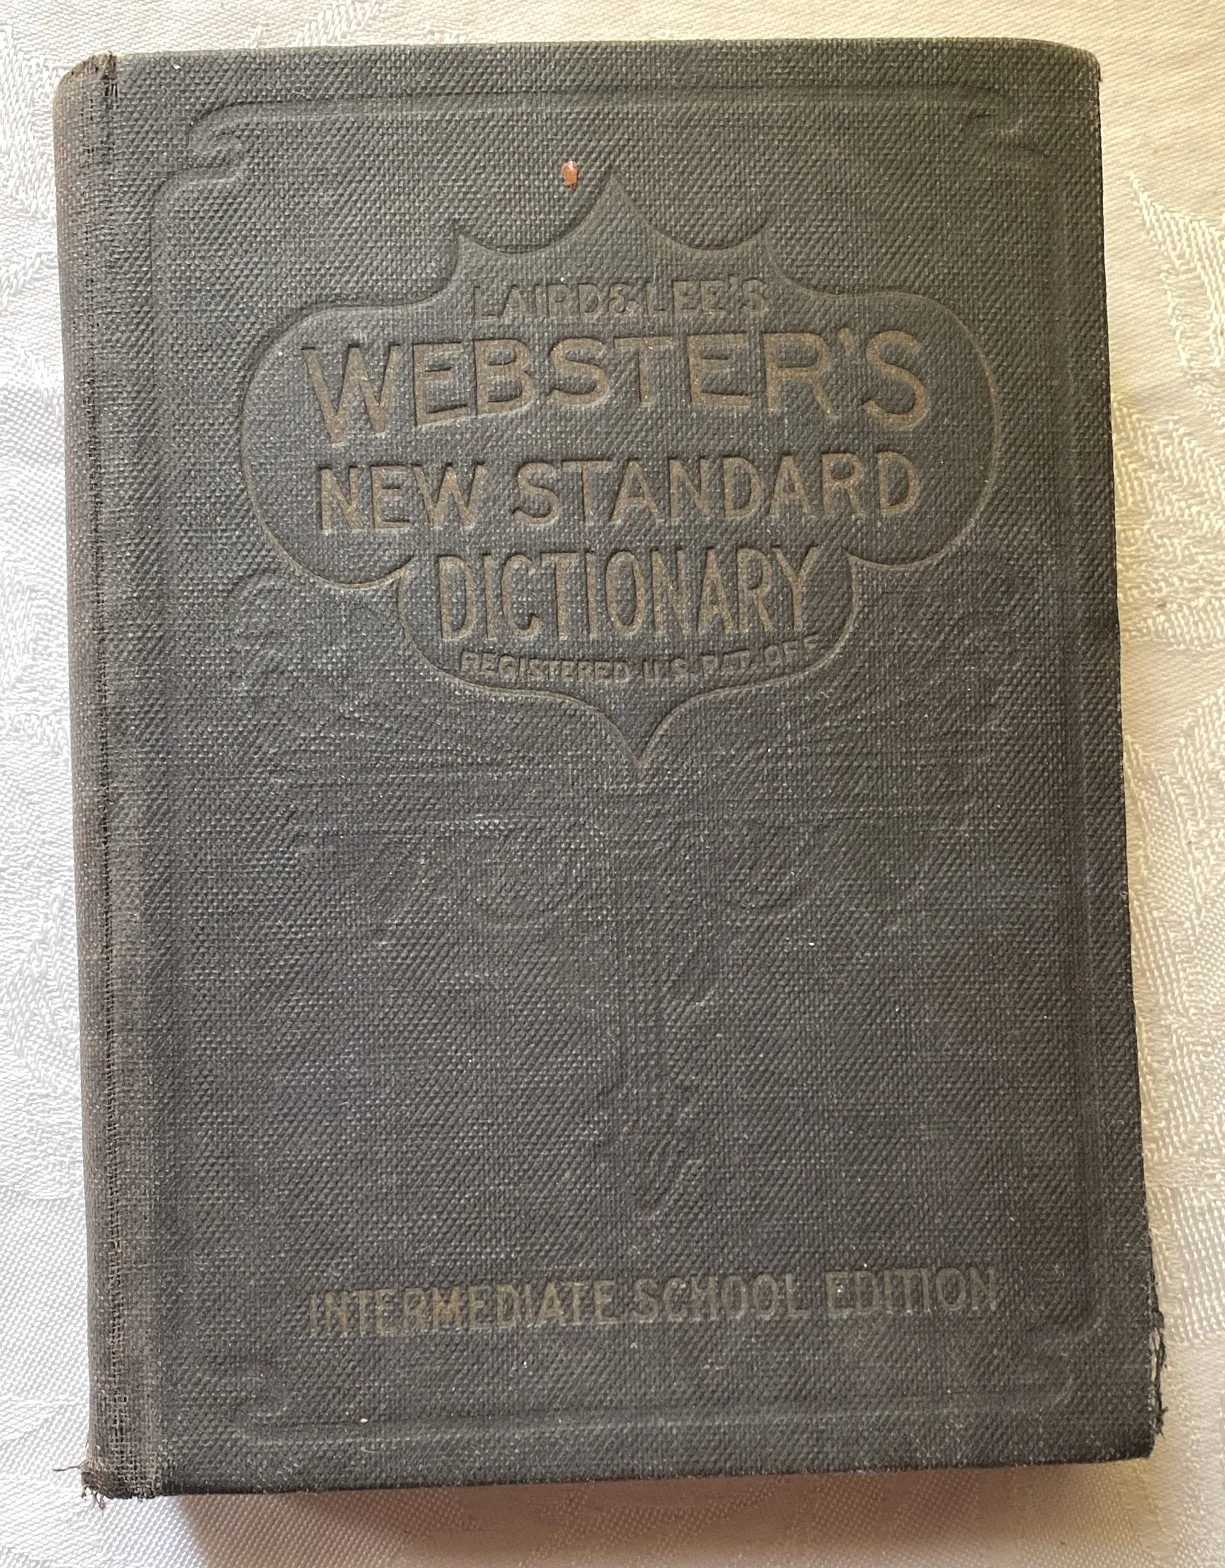 LAIRD & LEE'S
WEBSTER'S
NEW STANDARD
DICTIONARY
REGISTERED U.S. PAT. OFF.
INTERMEDIATE SCHOOL EDITION